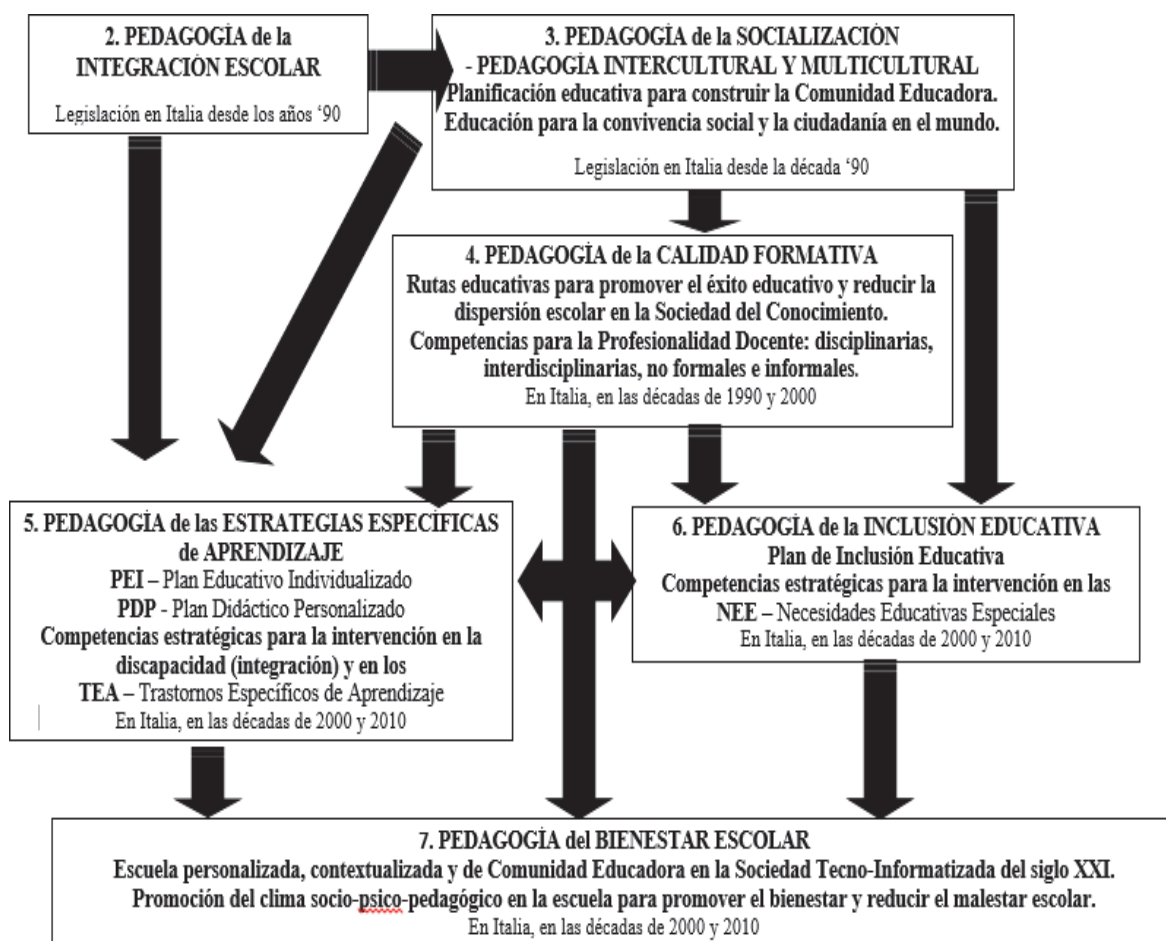 2. PEDAGOGÍA de la
INTEGRACIÓN ESCOLAR
Legislación en Italia desde los años ‘90
3. PEDAGOGÍA de la SOCIALIZACIÓN
- PEDAGOGÍA INTERCULTURAL Y MULTICULTURAL
Planificación educativa para construir la Comunidad Educadora.
Educación para la convivencia social y la ciudadanía en el mundo.
Legislación en Italia desde la década ‘90
4. PEDAGOGÍA de la CALIDAD FORMATIVA
Rutas educativas para promover el éxito educativo y reducir la
dispersión escolar en la Sociedad del Conocimiento.
Competencias para la Profesionalidad Docente: disciplinarias,
interdisciplinarias, no formales e informales.
En Italia, en las décadas de 1990 y 2000
5. PEDAGOGÍA de las ESTRATEGIAS ESPECÍFICAS
de APRENDIZAJE
PEI – Plan Educativo Individualizado
PDP - Plan Didáctico Personalizado
Competencias estratégicas para la intervención en la
discapacidad (integración) y en los
TEA – Trastornos Específicos de Aprendizaje
En Italia, en las décadas de 2000 y 2010
6. PEDAGOGÍA de la INCLUSIÓN EDUCATIVA
Plan de Inclusión Educativa
Competencias estratégicas para la intervención en las
NEE – Necesidades Educativas Especiales
En Italia, en las décadas de 2000 y 2010
7. PEDAGOGÍA del BIENESTAR ESCOLAR
Escuela personalizada, contextualizada y de Comunidad Educadora en la Sociedad Tecno-Informatizada del siglo XXI.
Promoción del clima socio-psico-pedagógico en la escuela para promover el bienestar y reducir el malestar escolar.
En Italia, en las décadas de 2000 y 2010